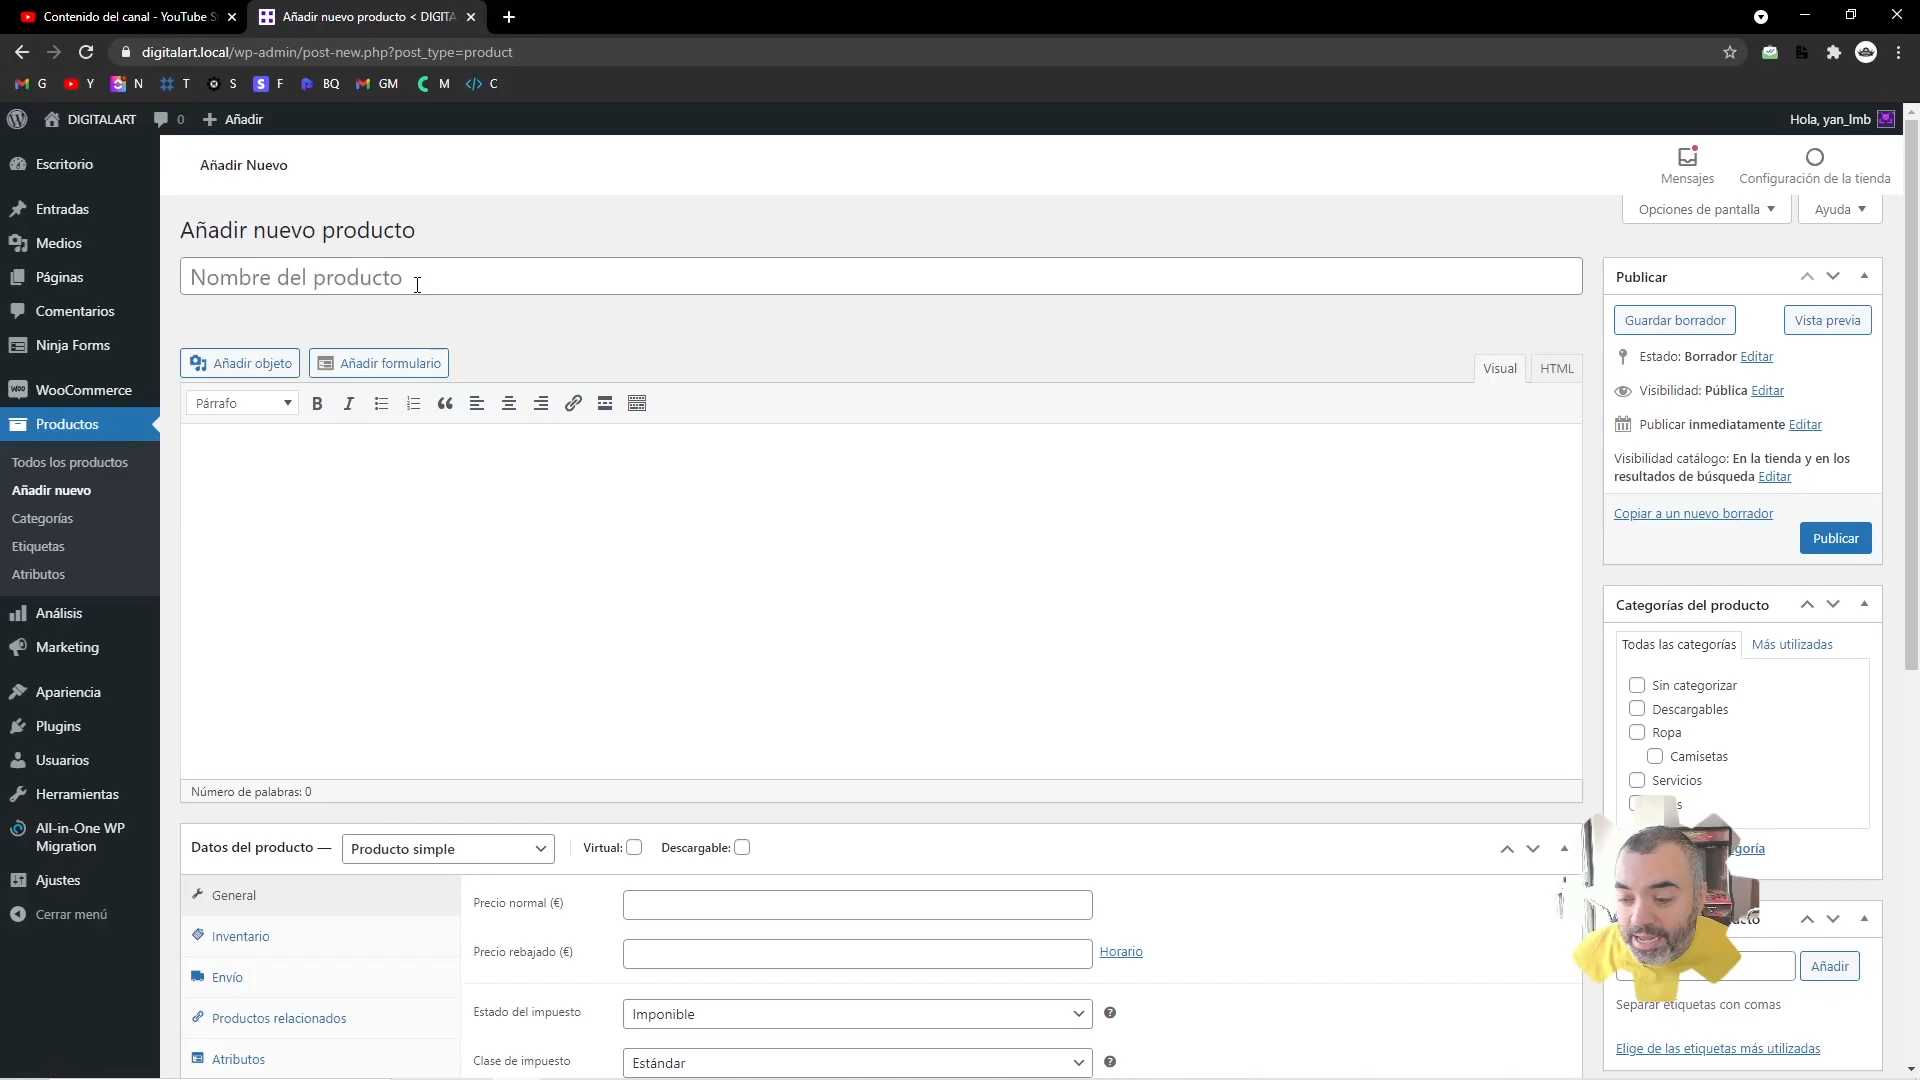 Contenido del canal - YouTube S
Añadir nuevo producto < DIGITA
digitalart.local/wp-admin/post-new.php?post_type=product
G Y N T S F BQ GM M C
DIGITALART 0 Añadir
Hola, yan_lmb
Escritorio
Entradas
Medios
Páginas
Comentarios
Ninja Forms
WooCommerce
Productos
Todos los productos
Añadir nuevo
Categorías
Etiquetas
Atributos
Análisis
Marketing
Apariencia
Plugins
Usuarios
Herramientas
All-in-One WP
Migration
Ajustes
Cerrar menú
Añadir Nuevo
Mensajes
Configuración de la tienda
Opciones de pantalla
Ayuda
Añadir nuevo producto
Nombre del producto
Añadir objeto
Añadir formulario
Visual
HTML
Párrafo
Número de palabras: 0
Datos del producto —
Producto simple
Virtual:
Descargable:
General
Inventario
Envío
Productos relacionados
Atributos
Precio normal (€)
Precio rebajado (€)
Horario
Estado del impuesto
Imponible
Clase de impuesto
Estándar
Publicar
Guardar borrador
Vista previa
Estado: Borrador Editar
Visibilidad: Pública Editar
Publicar inmediatamente Editar
Visibilidad catálogo: En la tienda y en los
resultados de búsqueda Editar
Copiar a un nuevo borrador
Publicar
Categorías del producto
Todas las categorías
Más utilizadas
Sin categorizar
Descargables
Ropa
Camisetas
Servicios
Añadir
Separar etiquetas con comas
Elige de las etiquetas más utilizadas